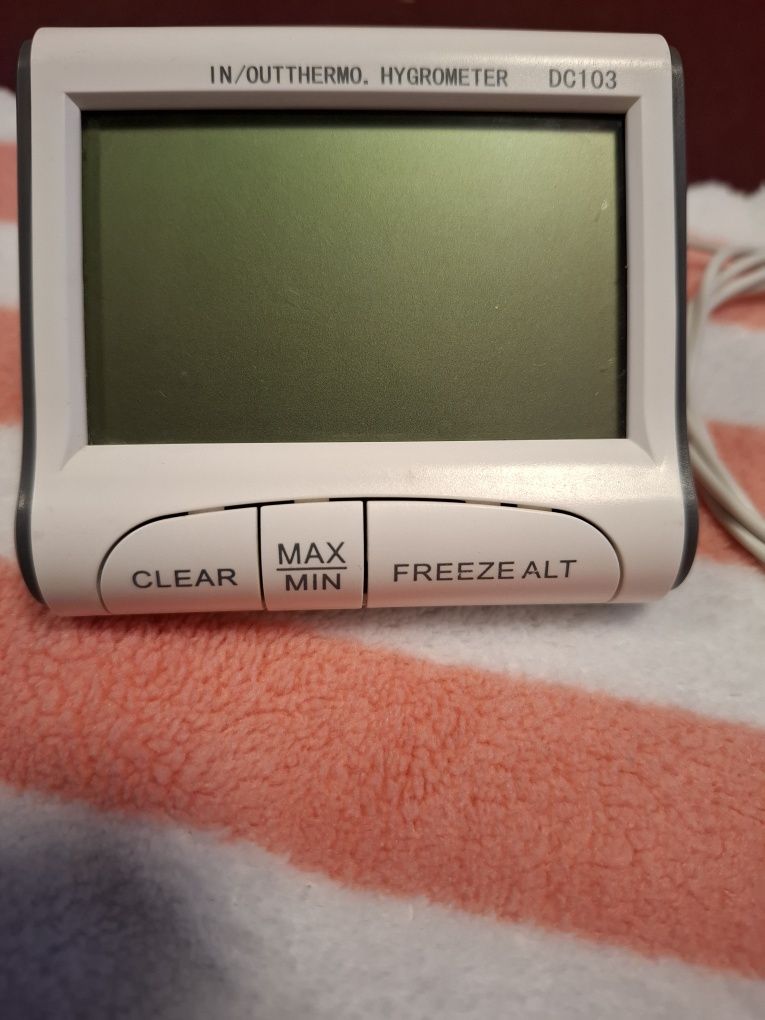 IN/OUTTHERMO. HYGROMETER DC103
CLEAR
MAX
MIN
FREEZE ALT